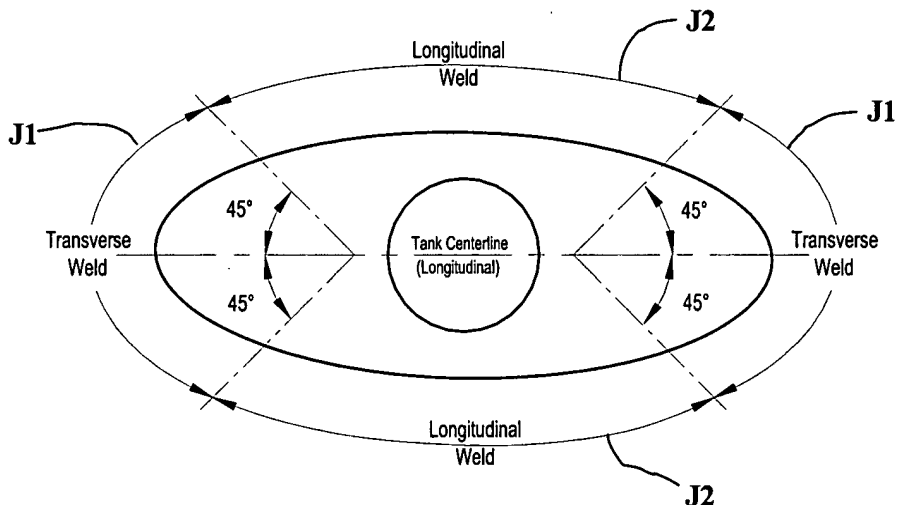 J2
Longitudinal
Weld
J1
J1
45°
45°
Transverse
Weld
Tank Centerline
(Longitudinal)
Transverse
Weld
45°
45°
Longitudinal
Weld
J2